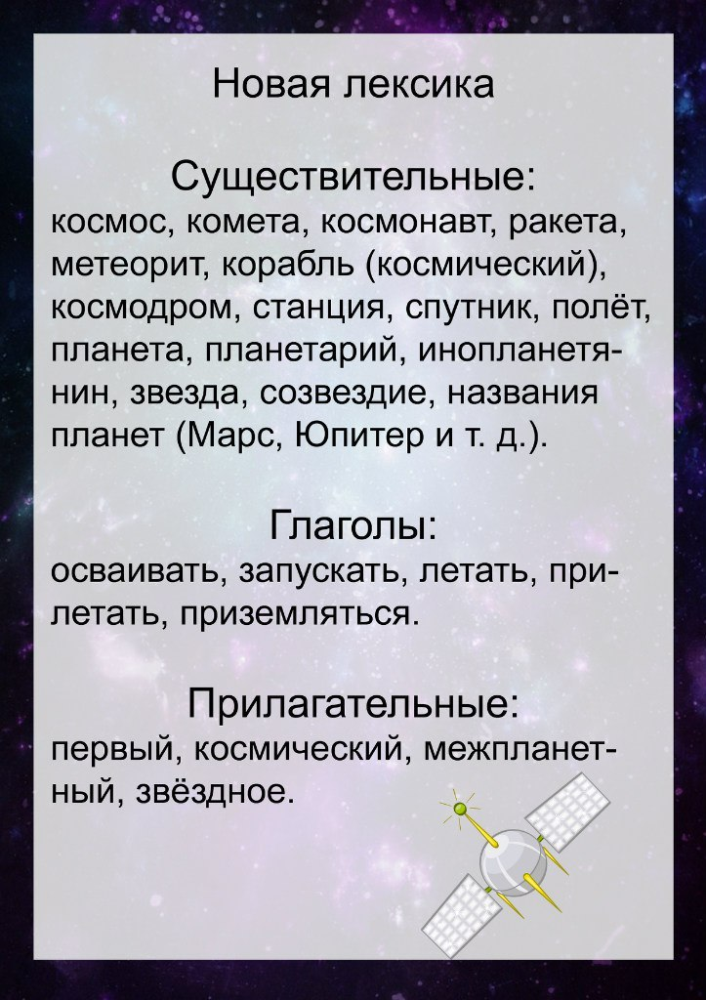 Новая лексика
Существительные:
космос, комета, космонавт, ракета,
метеорит, корабль (космический),
космодром, станция, спутник, полёт,
планета, планетарий, инопланетя-
нин, звезда, созвездие, названия
планет (Марс, Юпитер и т. д.).
Глаголы:
осваивать, запускать, летать, при-
летать, приземляться.
Прилагательные:
первый, космический, межпланет-
ный, звёздное.